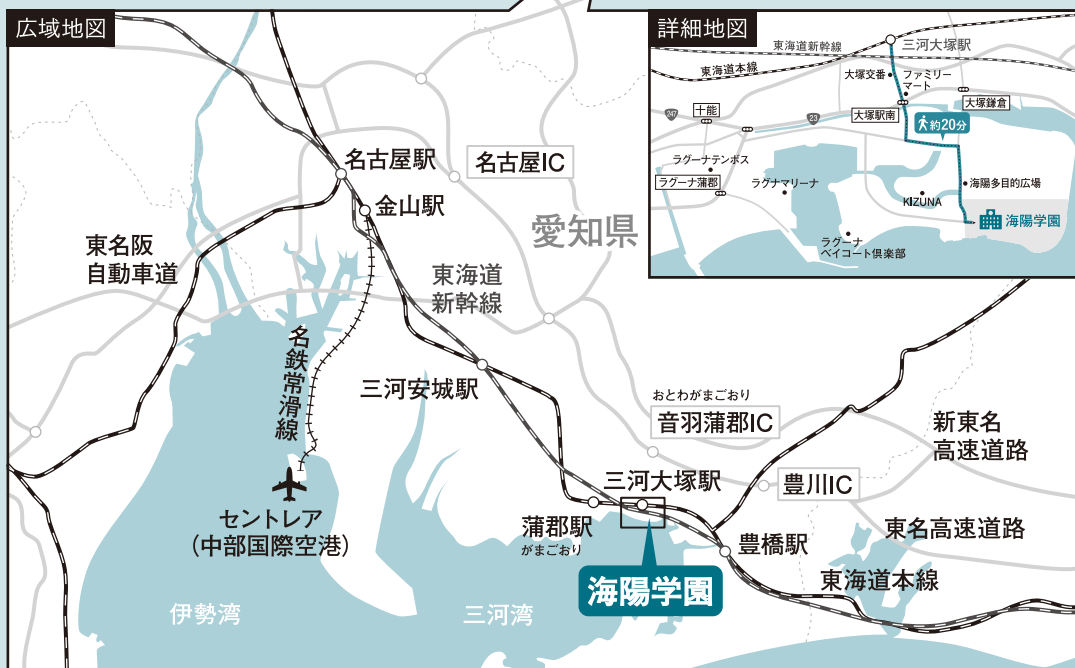 広域地図
名古屋駅
名古屋IC
金山駅
愛知県
東名阪
自動車道
東海道
新幹線
名鉄常滑線
三河安城駅
おとわがまごおり
音羽蒲郡IC
新東名
高速道路
三河大塚駅
豊川IC
セントレア
(中部国際空港)
蒲郡駅
がまごおり
豊橋駅
東名高速道路
海陽学園
東海道本線
伊勢湾
三河湾
詳細地図
東海道新幹線
三河大塚駅
東海道本線
大塚交番
ファミリー
マート
247
十能
23
大塚駅南
大塚鎌倉
約20分
ラグーナテンボス
ラグーナ蒲郡
ラグナマリーナ
海陽多目的広場
KIZUNA
海陽学園
ラグーナ
ベイコート倶楽部